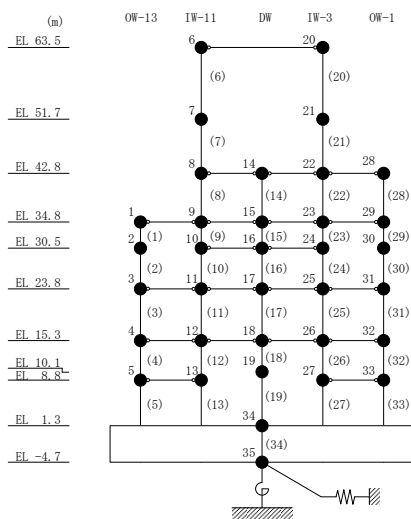 (m) OW-13 IW-11 DW IW-3 OW-1
EL 63.5 6 20
(6) (20)
EL 51.7 7 21
(7) (21)
EL 42.8 8 14 22 28
(8) (14) (22) (28)
EL 34.8 1 9 15 23 29
(1) (9) (15) (23) (29)
EL 30.5 2 10 16 24 30
(2) (10) (16) (24) (30)
EL 23.8 3 11 17 25 31
(3) (11) (17) (25) (31)
EL 15.3 4 12 18 26 32
(4) (12) (18) (26) (32)
EL 10.1 19
EL 8.8 5 13 27 33
(5) (13) (19) (27) (33)
EL 1.3 34
(34)
EL -4.7 35